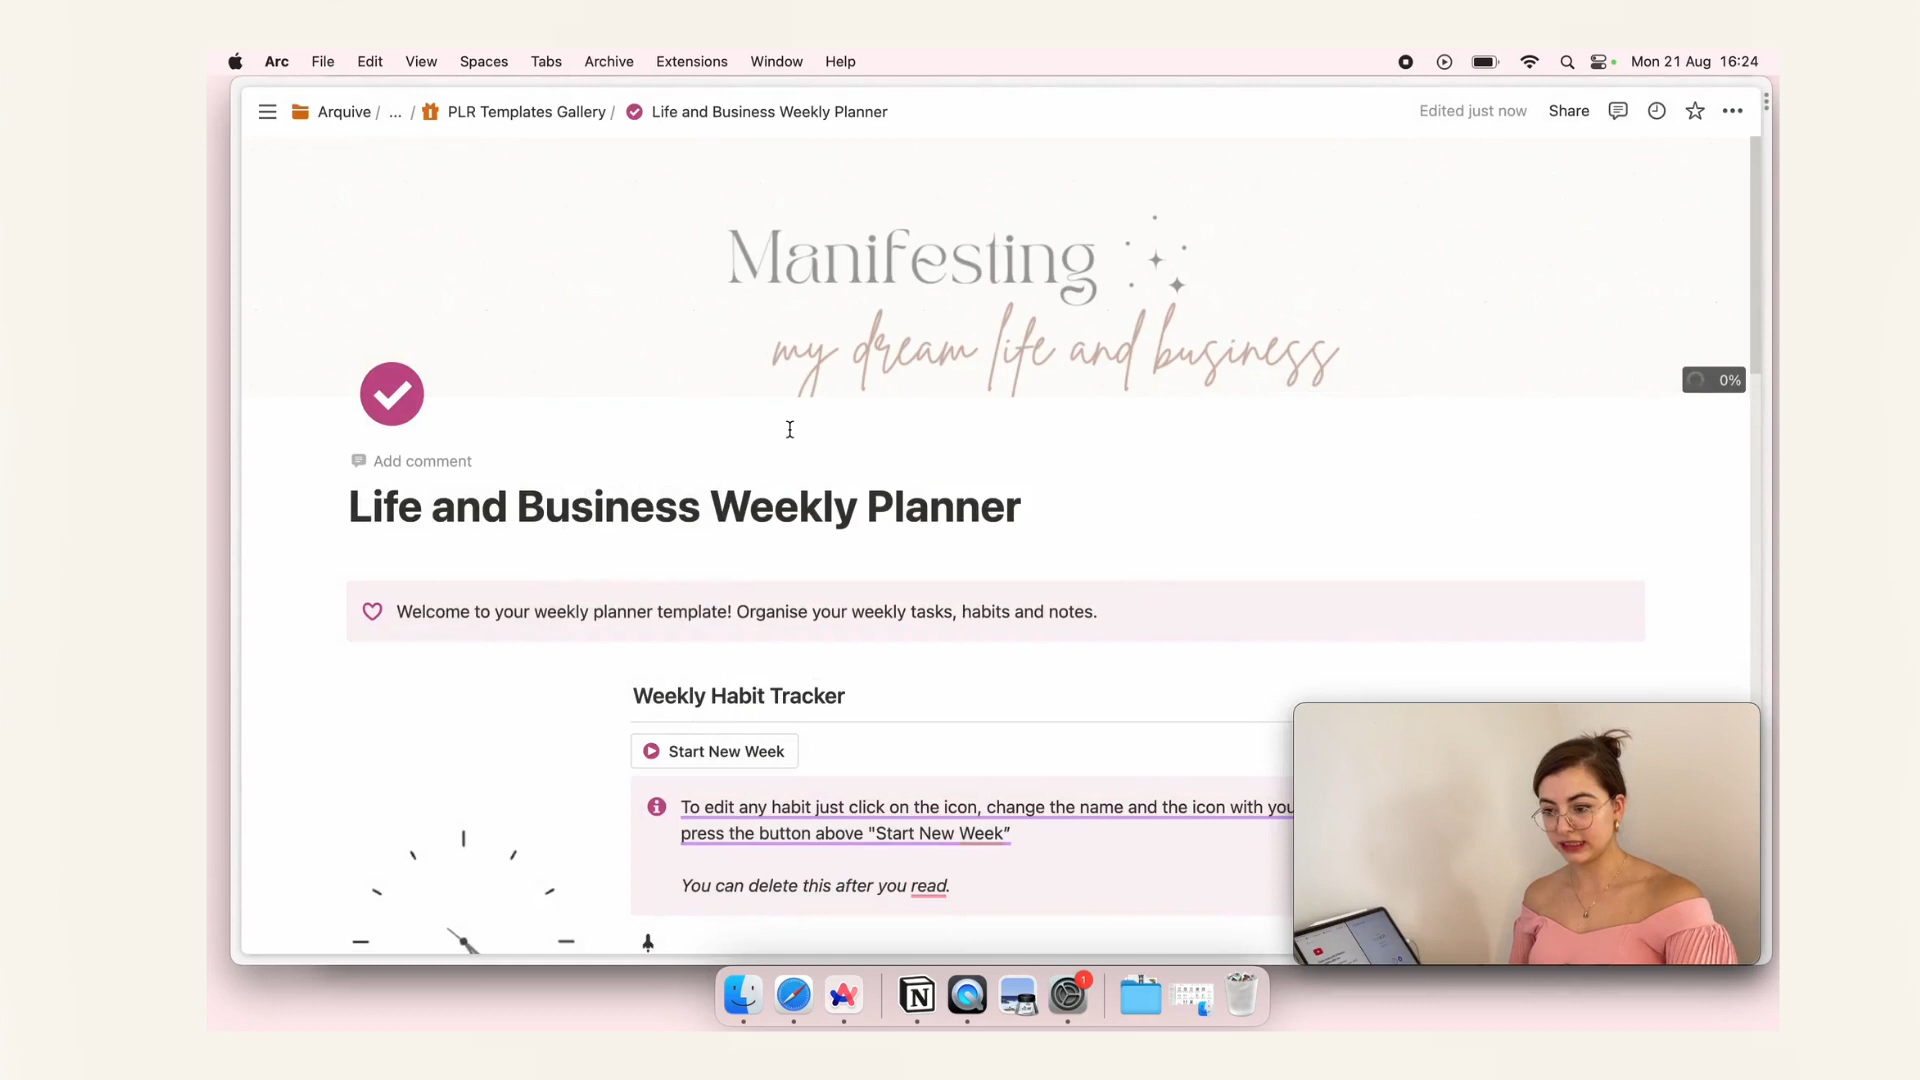 Arc File Edit View Spaces Tabs Archive Extensions Window Help Mon 21 Aug 16:24
Arquive / ... / PLR Templates Gallery / Life and Business Weekly Planner Edited just now Share
Manifesting
my dream life and business
0%
Add comment
Life and Business Weekly Planner
Welcome to your weekly planner template! Organise your weekly tasks, habits and notes.
Weekly Habit Tracker
Start New Week
To edit any habit just click on the icon, change the name and the icon with you
press the button above "Start New Week"
You can delete this after you read.
1